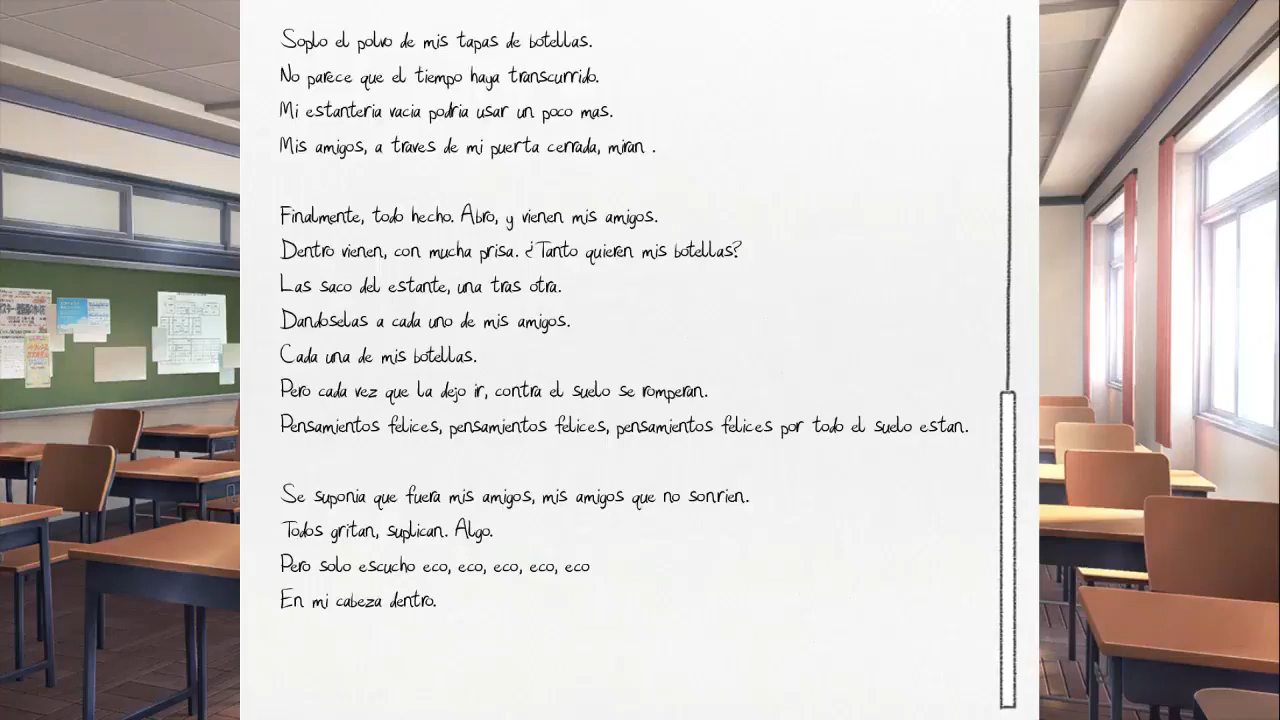 Soplo el polvo de mis tapas de botellas.
No parece que el tiempo haya transcurrido.
Mi estanteria vacia podria usar un poco mas.
Mis amigos, a traves de mi puerta cerrada, miran .
Finalmente, todo hecho. Abro, y vienen mis amigos.
Dentro vienen, con mucha prisa. ¿Tanto quieren mis botellas?
Las saco del estante, una tras otra.
Dandoselas a cada uno de mis amigos.
Cada una de mis botellas.
Pero cada vez que la dejo ir, contra el suelo se romperan.
Pensamientos felices, pensamientos felices, pensamientos felices por todo el suelo estan.
Se suponia que fuera mis amigos, mis amigos que no sonrien.
Todos gritan, suplican. Algo.
Pero solo escucho eco, eco, eco, eco, eco
En mi cabeza dentro.